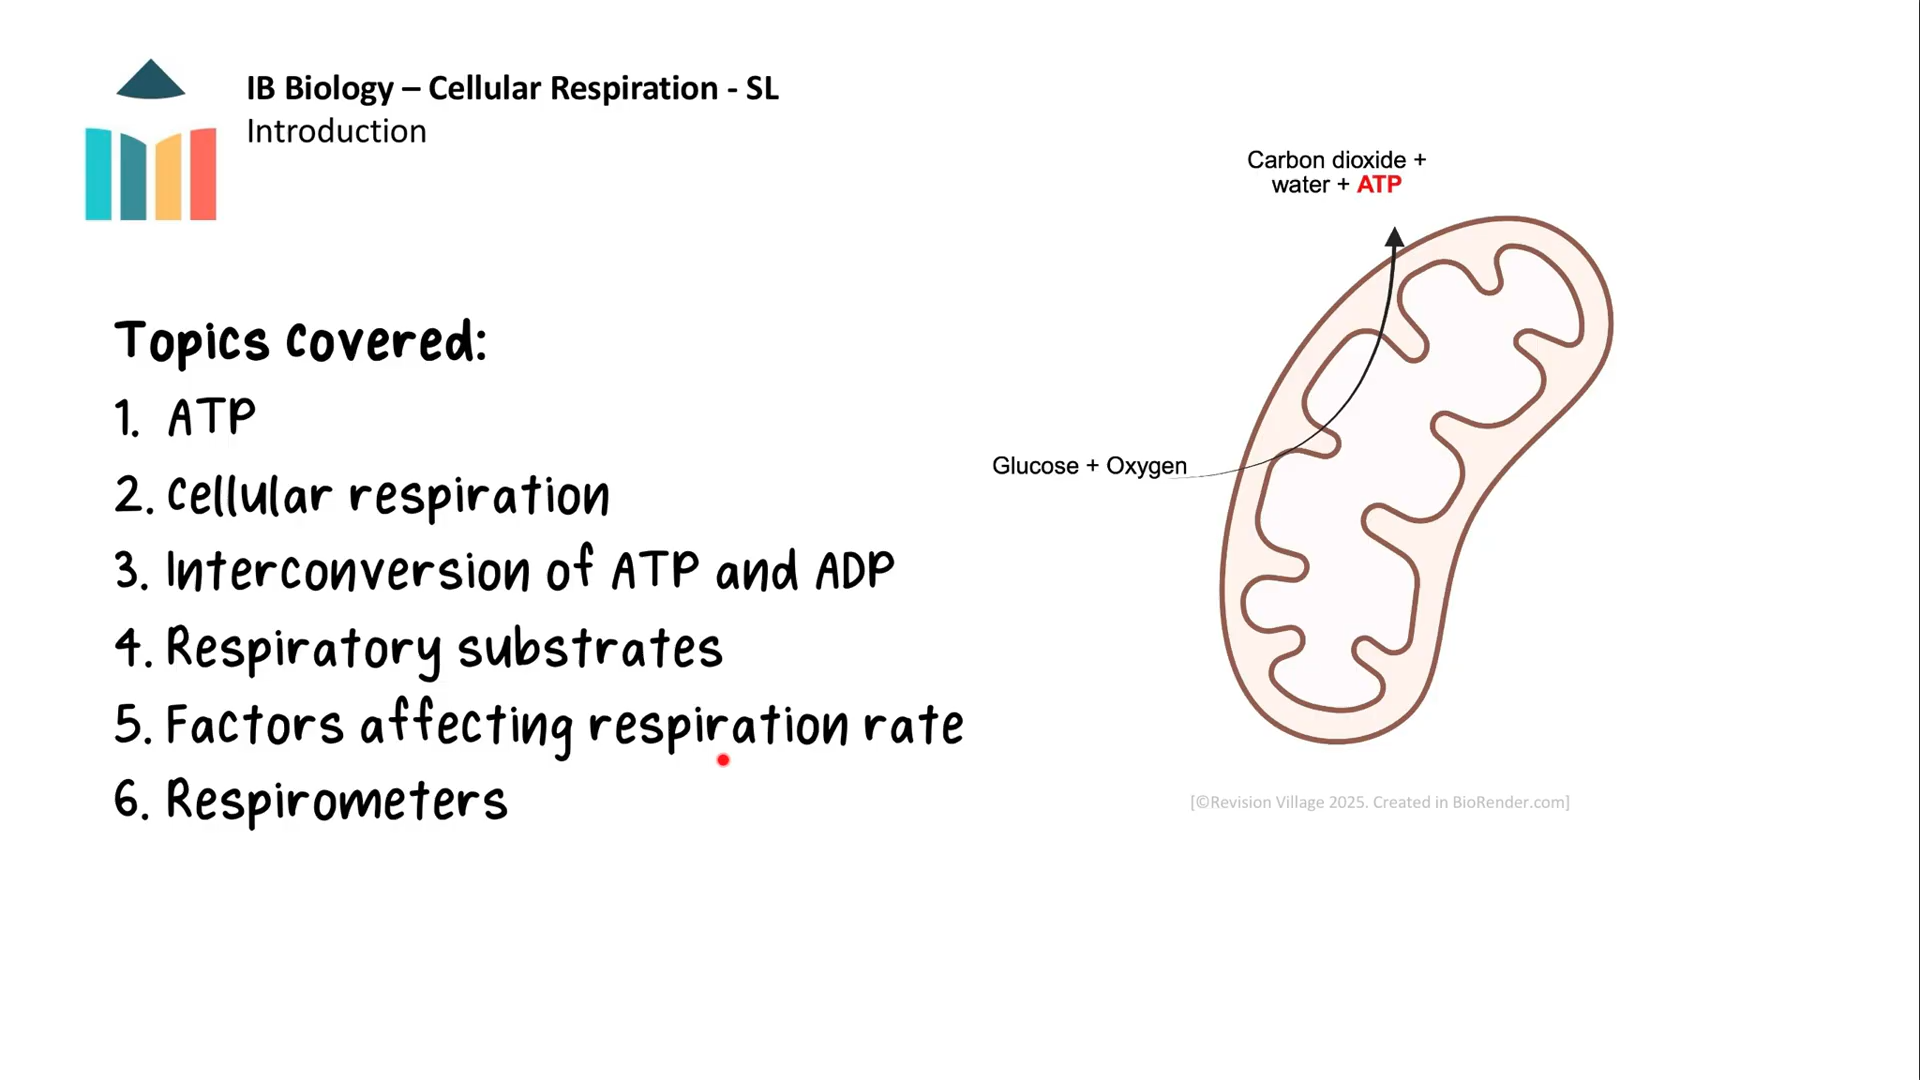 IB Biology – Cellular Respiration - SL
Introduction
Carbon dioxide +
water + ATP
Topics covered:
1. ATP
2. Cellular respiration
3. Interconversion of ATP and ADP
4. Respiratory substrates
5. Factors affecting respiration rate
6. Respirometers
Glucose + Oxygen
[©Revision Village 2025. Created in BioRender.com]